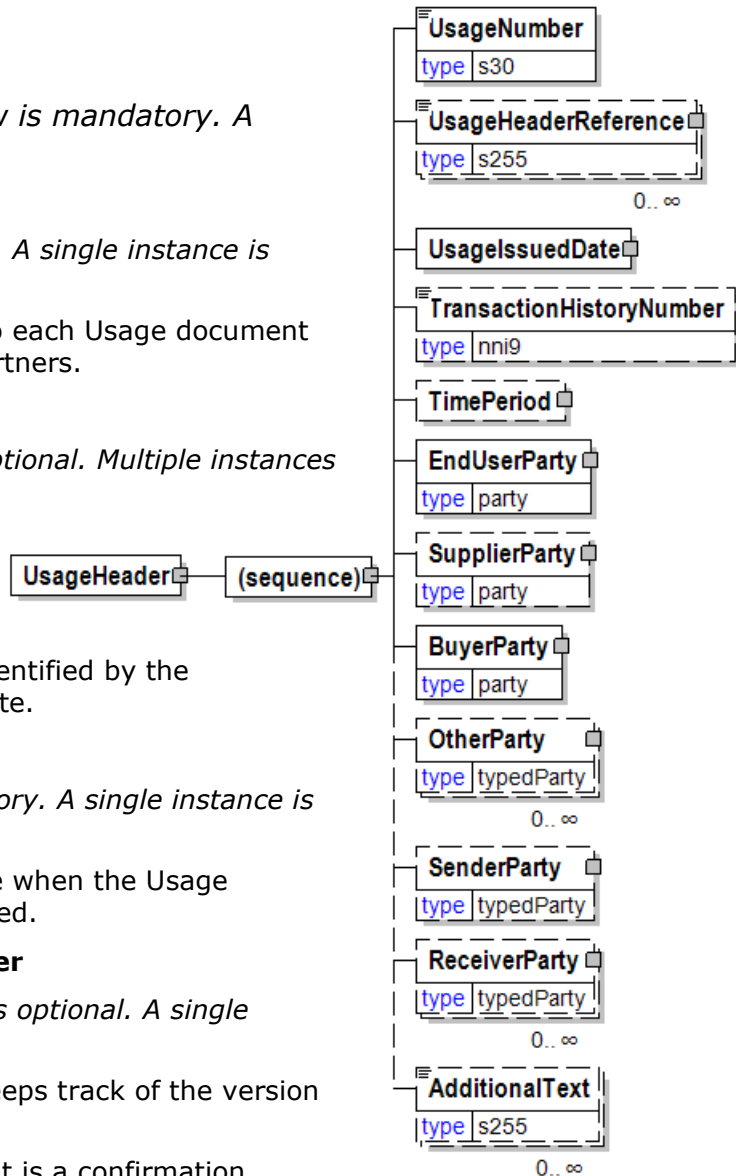 is mandatory. A
A single instance is
each Usage document
rtners.
ptional. Multiple instances
entified by the
te.
ory. A single instance is
when the Usage
ed.
er
s optional. A single
eeps track of the version
t is a confirmation
UsageHeader
(sequence)
UsageNumber
type s30
UsageHeaderReference
type s255
0.. ∞
UsageIssuedDate
TransactionHistoryNumber
type nni9
TimePeriod
EndUserParty
type party
SupplierParty
type party
BuyerParty
type party
OtherParty
type typedParty
0.. ∞
SenderParty
type typedParty
ReceiverParty
type typedParty
0.. ∞
AdditionalText
type s255
0.. ∞